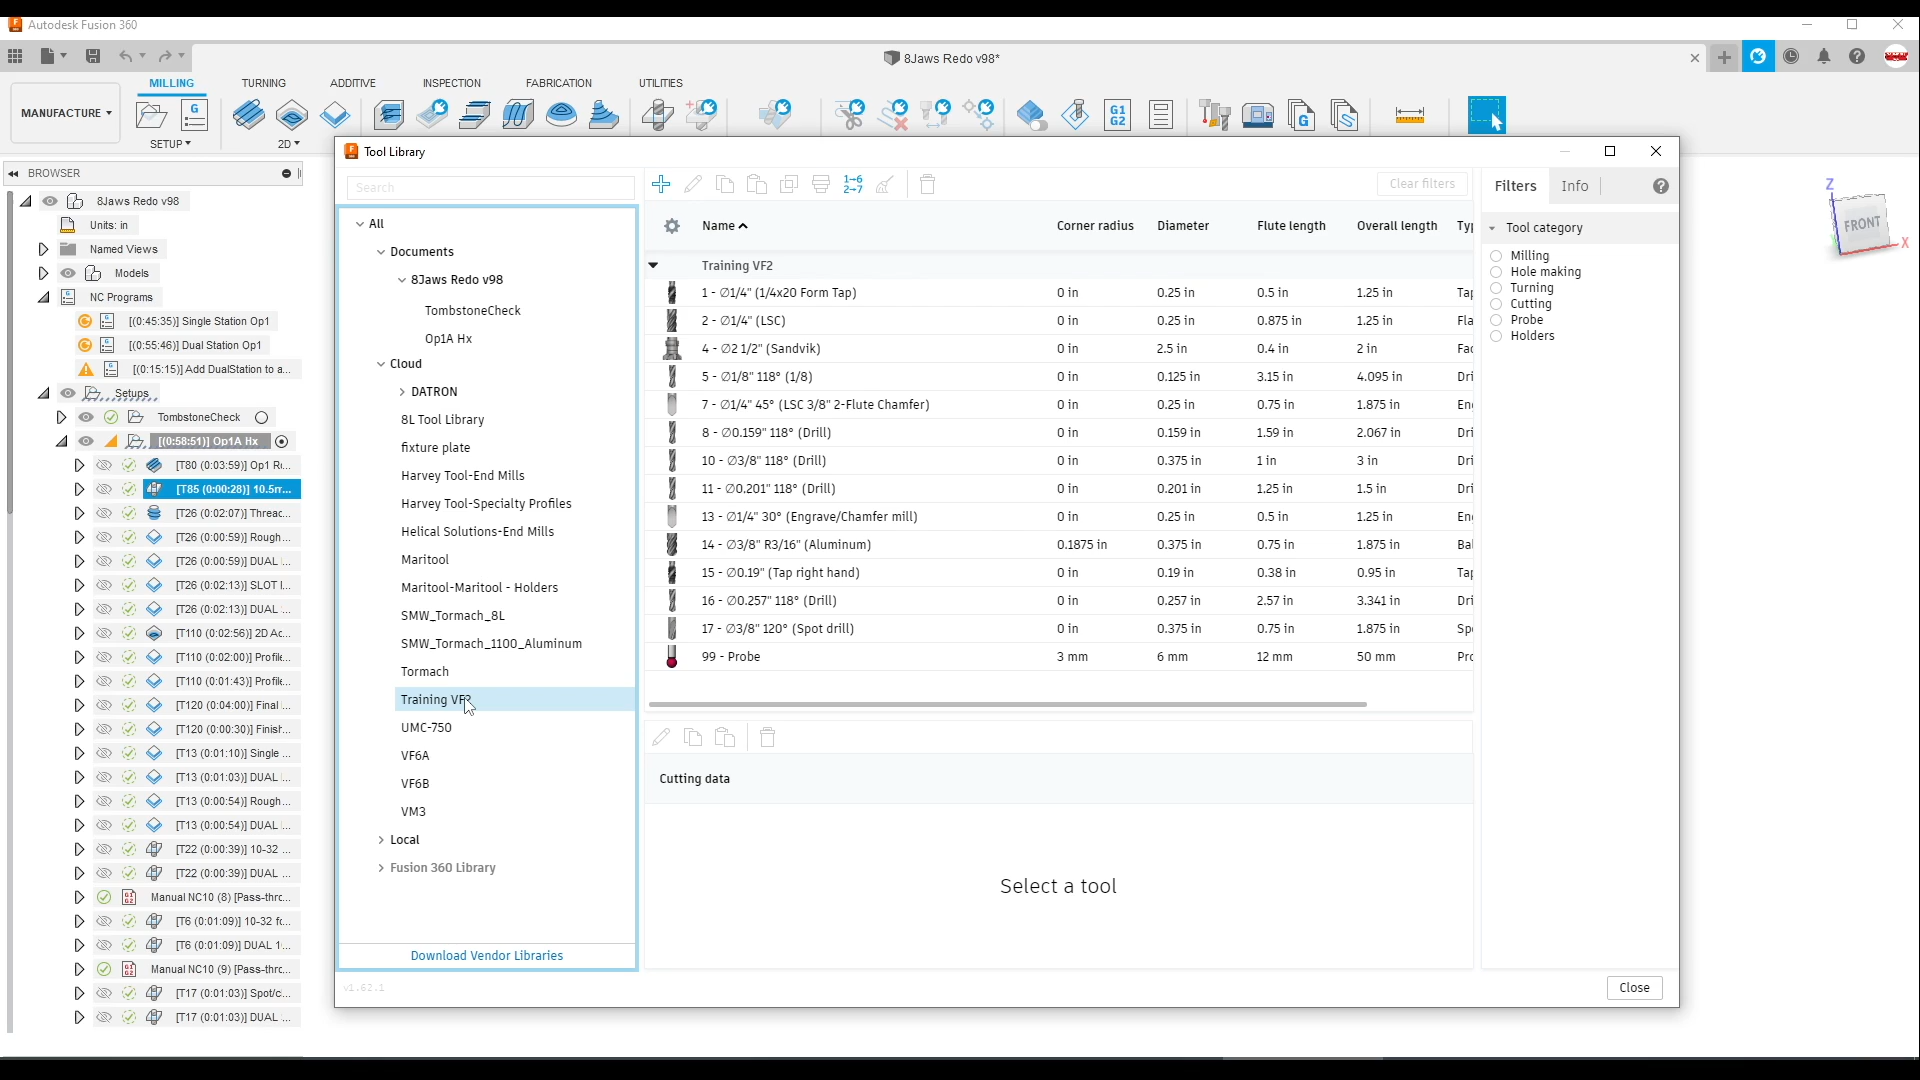 Autodesk Fusion 360
8Jaws Redo v98*
MILLING TURNING ADDITIVE INSPECTION FABRICATION UTILITIES
MANUFACTURE
SETUP
2D
BROWSER
8Jaws Redo v98
Units: in
Named Views
Models
NC Programs
[(0:45:35)] Single Station Op1
[(0:55:46)] Dual Station Op1
[(0:15:15)] Add DualStation to a...
Setups
TombstoneCheck
[(0:58:51)] Op1A Hx
[T80 (0:03:59)] Op1 R...
[T85 (0:00:28)] 10.5...
[T26 (0:02:07)] Threac...
[T26 (0:00:59)] Rough...
[T26 (0:00:59)] DUAL ...
[T26 (0:02:13)] SLOT ...
[T26 (0:02:13)] DUAL ...
[T110 (0:02:56)] 2D Ac...
[T110 (0:02:00)] Profile...
[T110 (0:01:43)] Profile...
[T120 (0:04:00)] Final ...
[T120 (0:00:30)] Finish...
[T13 (0:01:10)] Single ...
[T13 (0:01:03)] DUAL ...
[T13 (0:00:54)] Rough...
[T13 (0:00:54)] DUAL ...
[T22 (0:00:39)] 10-32 ...
[T22 (0:00:39)] DUAL ...
Manual NC10 (8) [Pass-thrc...
[T6 (0:01:09)] 10-32 fc...
[T6 (0:01:09)] DUAL 1...
Manual NC10 (9) [Pass-thrc...
[T17 (0:01:03)] Spot/c...
[T17 (0:01:03)] DUAL ...
Tool Library
Search
All
Documents
8Jaws Redo v98
TombstoneCheck
Op1A Hx
Cloud
DATRON
8L Tool Library
fixture plate
Harvey Tool-End Mills
Harvey Tool-Specialty Profiles
Helical Solutions-End Mills
Maritool
Maritool-Maritool - Holders
SMW_Tormach_8L
SMW_Tormach_1100_Aluminum
Tormach
Training VF2
UMC-750
VF6A
VF6B
VM3
Local
Fusion 360 Library
Download Vendor Libraries
v1.62.1
Clear filters
Name Corner radius Diameter Flute length Overall length Ty
Training VF2
1 - Ø1/4" (1/4x20 Form Tap) 0 in 0.25 in 0.5 in 1.25 in Tap
2 - Ø1/4" (LSC) 0 in 0.25 in 0.875 in 1.25 in Fla
4 - Ø2 1/2" (Sandvik) 0 in 2.5 in 0.4 in 2 in Fac
5 - Ø1/8" 118° (1/8) 0 in 0.125 in 3.15 in 4.095 in Dri
7 - Ø1/4" 45° (LSC 3/8" 2-Flute Chamfer) 0 in 0.25 in 0.75 in 1.875 in En
8 - Ø0.159" 118° (Drill) 0 in 0.159 in 1.59 in 2.067 in Dri
10 - Ø3/8" 118° (Drill) 0 in 0.375 in 1 in 3 in Dri
11 - Ø0.201" 118° (Drill) 0 in 0.201 in 1.25 in 1.5 in Dri
13 - Ø1/4" 30° (Engrave/Chamfer mill) 0 in 0.25 in 0.5 in 1.25 in En
14 - Ø3/8" R3/16" (Aluminum) 0.1875 in 0.375 in 0.75 in 1.875 in Bal
15 - Ø0.19" (Tap right hand) 0 in 0.19 in 0.38 in 0.95 in Tap
16 - Ø0.257" 118° (Drill) 0 in 0.257 in 2.57 in 3.341 in Dri
17 - Ø3/8" 120° (Spot drill) 0 in 0.375 in 0.75 in 1.875 in Sp
99 - Probe 3 mm 6 mm 12 mm 50 mm Pro
Cutting data
Select a tool
Filters Info
Tool category
Milling
Hole making
Turning
Cutting
Probe
Holders
Close
Z
FRONT
X